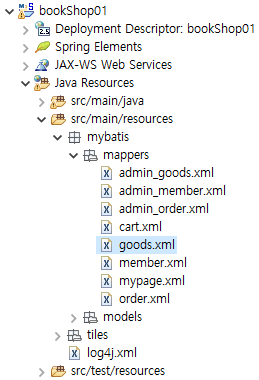 bookShop01
Deployment Descriptor: bookShop01
Spring Elements
JAX-WS Web Services
Java Resources
src/main/java
src/main/resources
mybatis
mappers
admin_goods.xml
admin_member.xml
admin_order.xml
cart.xml
goods.xml
member.xml
mypage.xml
order.xml
models
tiles
log4j.xml
src/test/resources